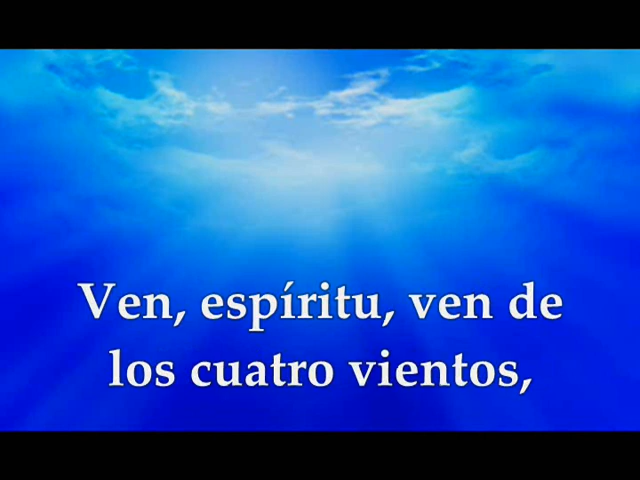 Ven, espíritu, ven de
los cuatro vientos,